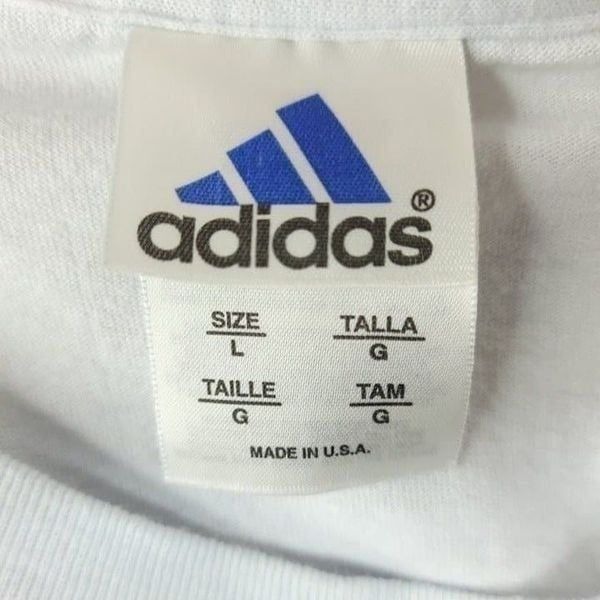 adidas®
SIZE TALLA
L G
TAILLE TAM
G G
MADE IN U.S.A.